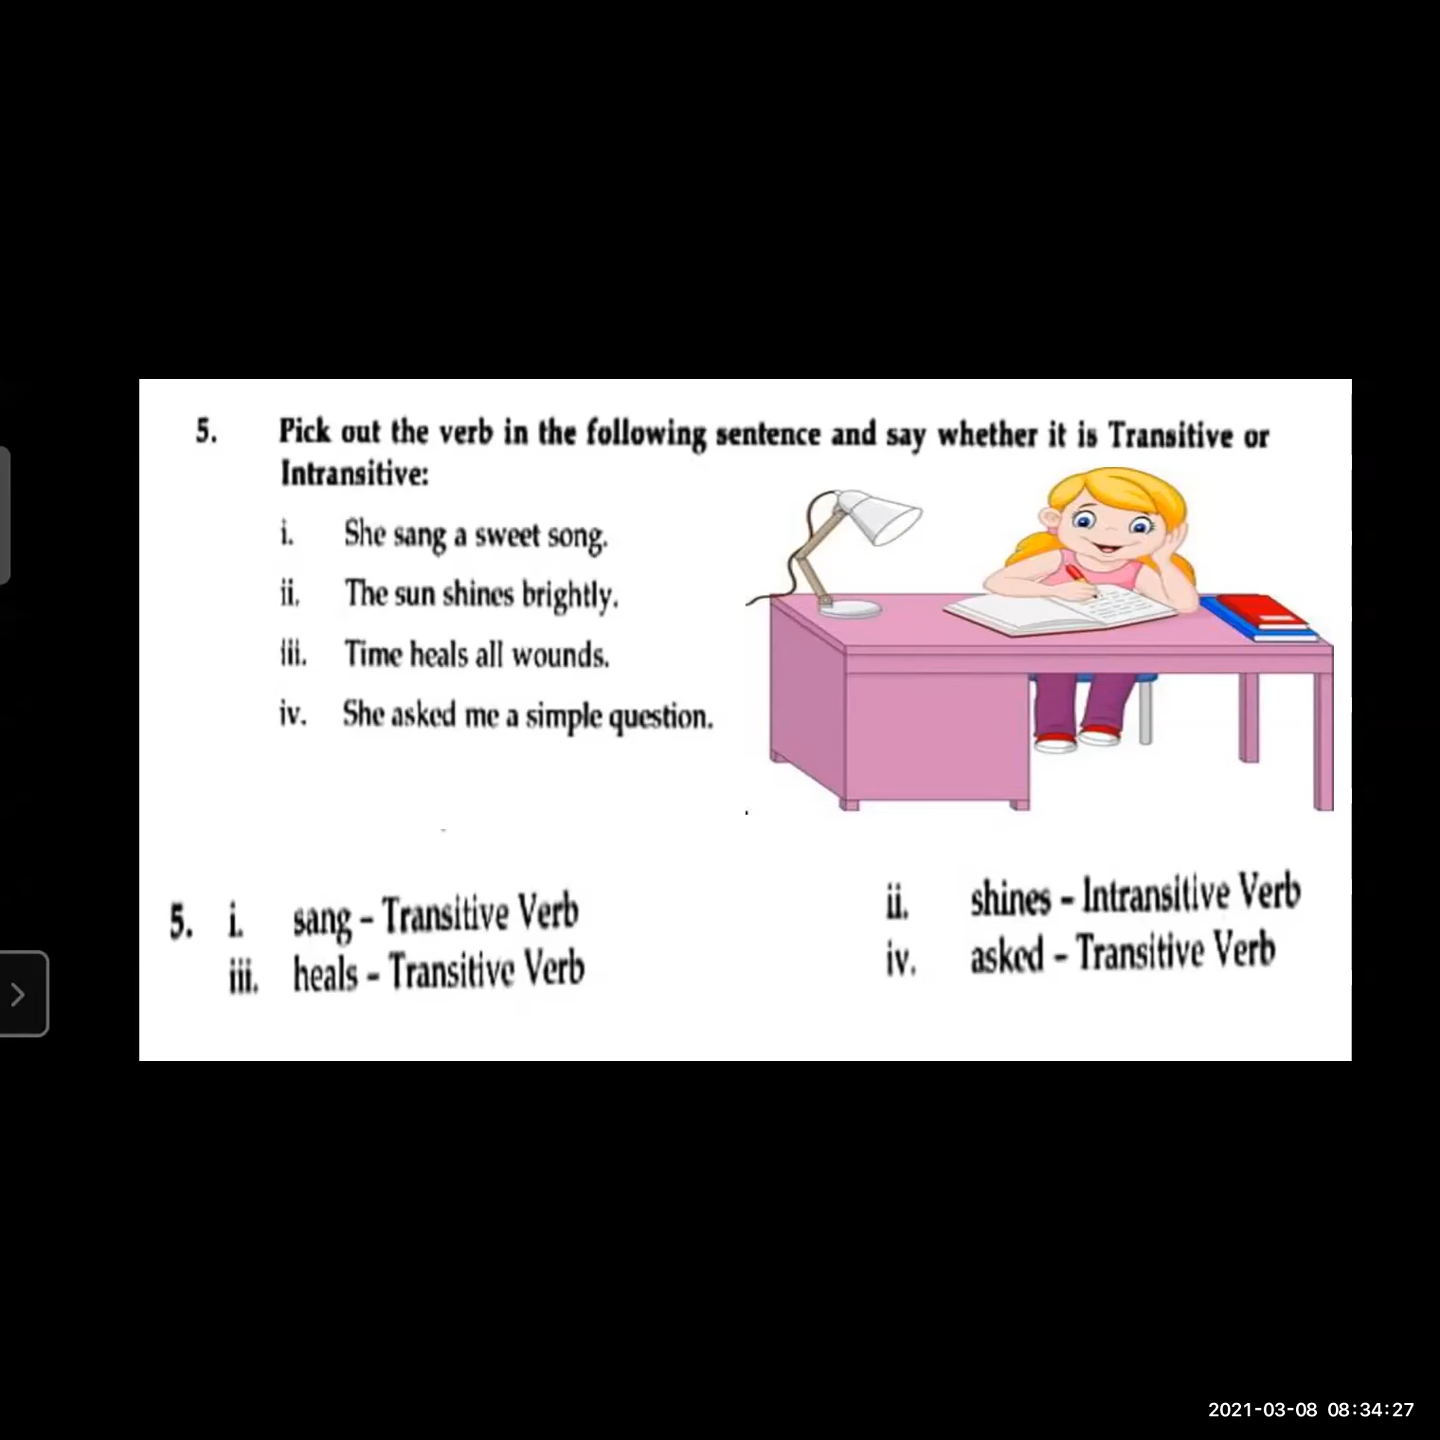 5. Pick out the verb in the following sentence and say whether it is Transitive or
Intransitive:
i. She sang a sweet song.
ii. The sun shines brightly.
iii. Time heals all wounds.
iv. She asked me a simple question.
5. i. sang – Transitive Verb
ii. shines – Intransitive Verb
iii. heals – Transitive Verb
iv. asked – Transitive Verb
2021-03-08 08:34:27